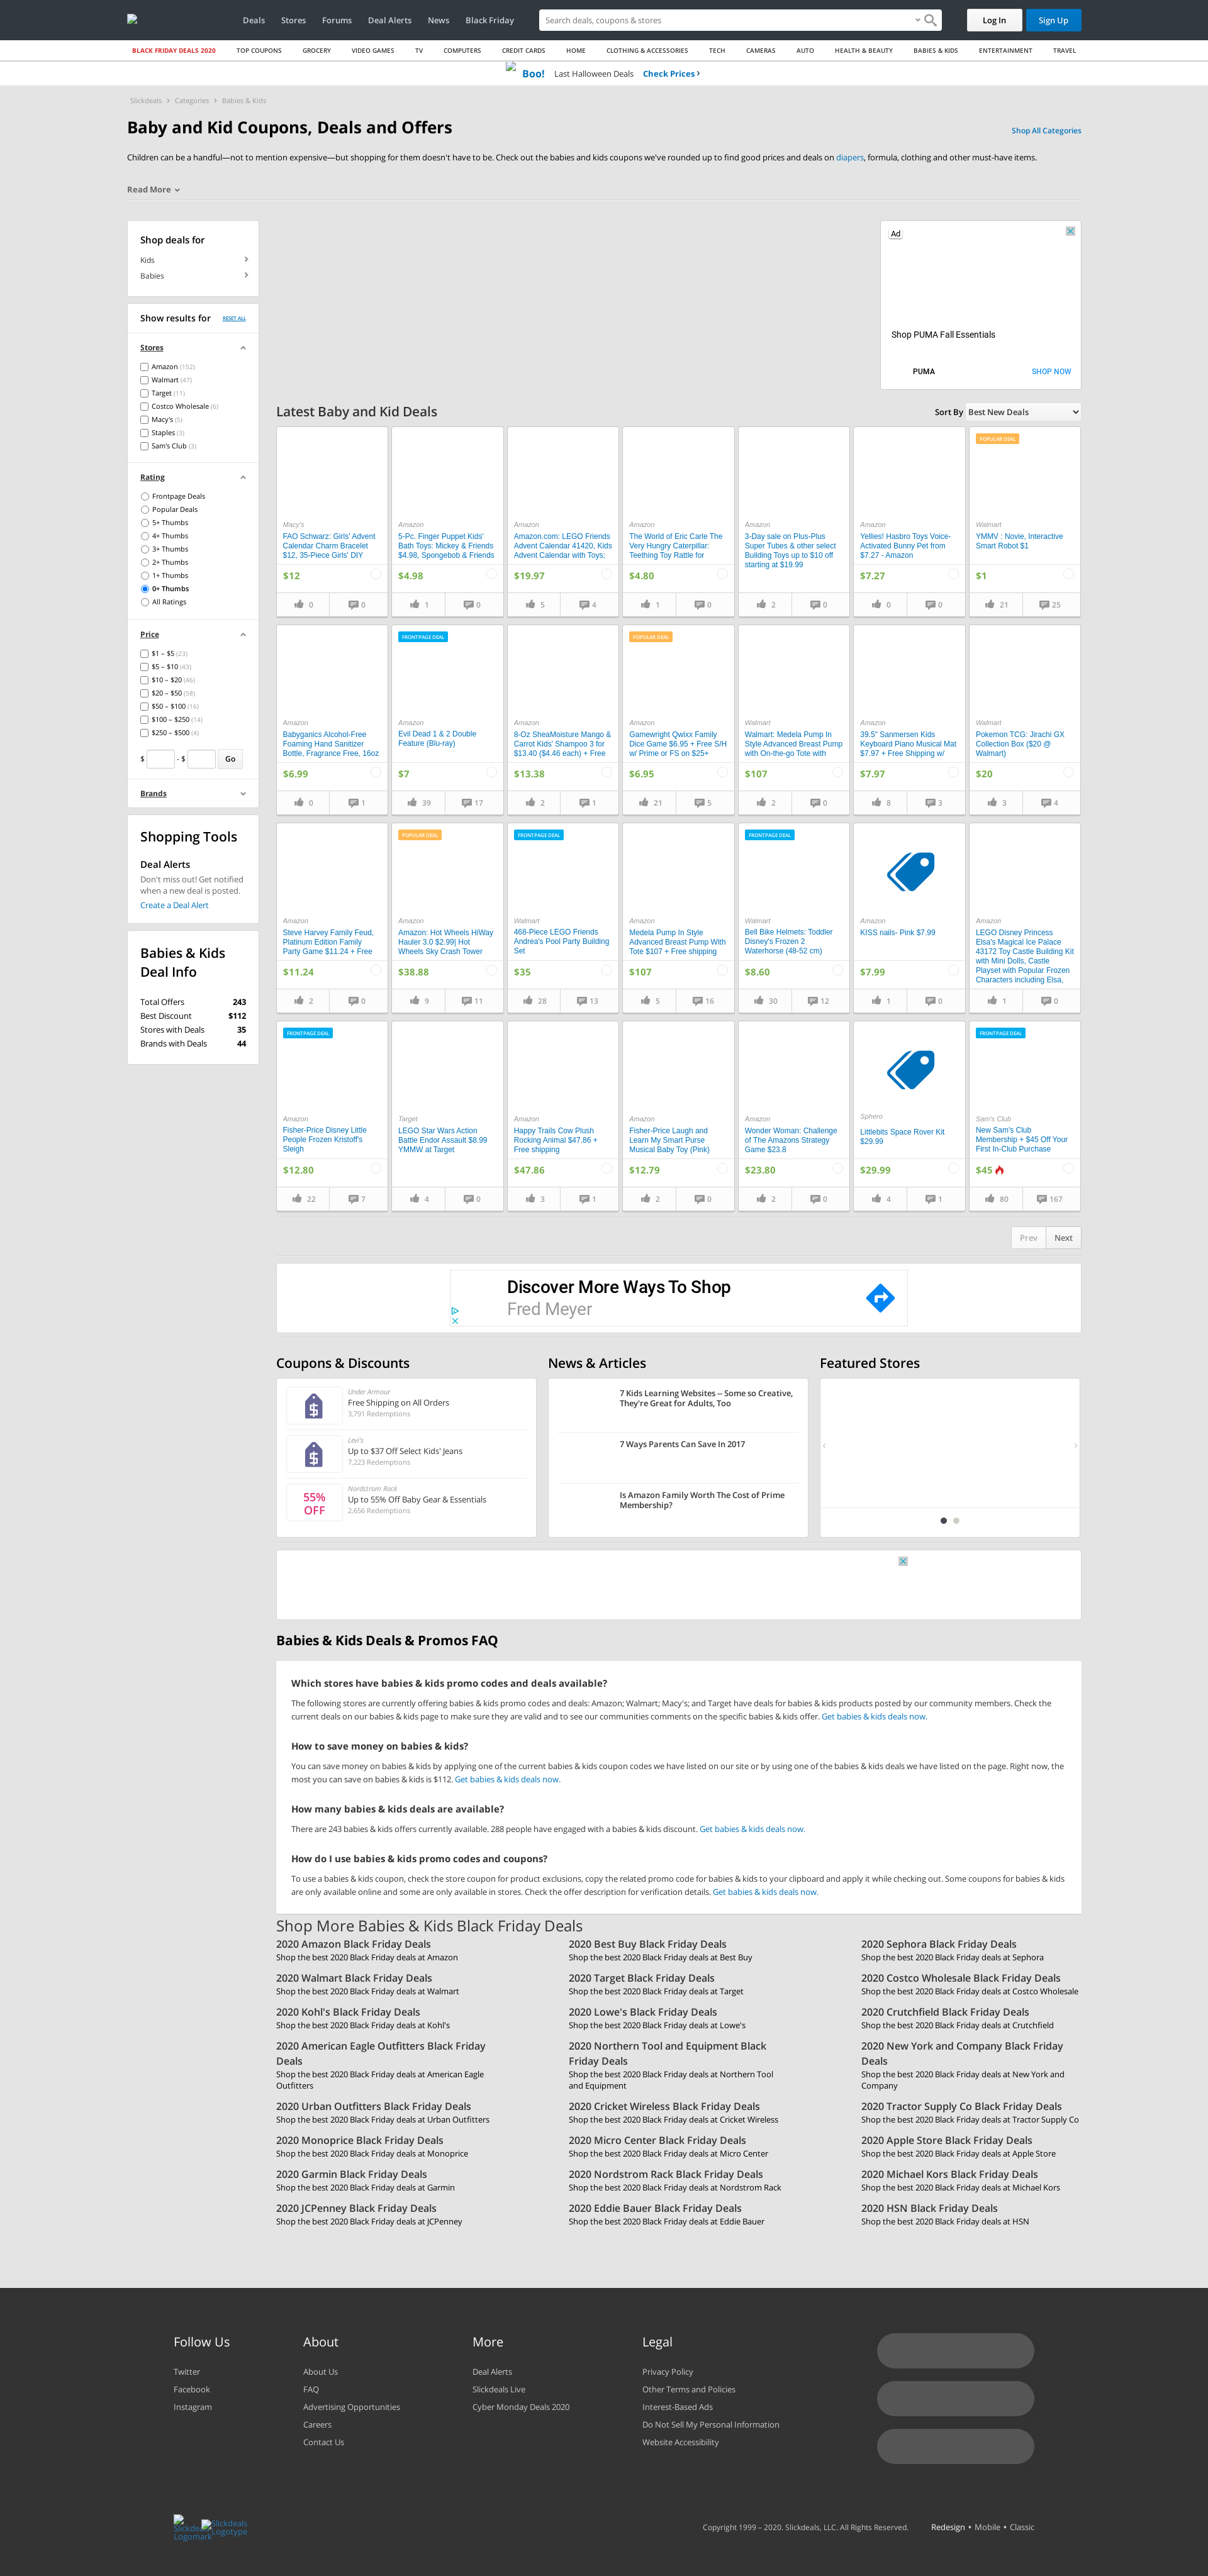 Deals Stores Forums Deal Alerts News Black Friday Search deals, coupons & stores Log In Sign Up
BLACK FRIDAY DEALS 2020 TOP COUPONS GROCERY VIDEO GAMES TV COMPUTERS CREDIT CARDS HOME CLOTHING & ACCESSORIES TECH CAMERAS AUTO HEALTH & BEAUTY BABIES & KIDS ENTERTAINMENT TRAVEL
Boo! Last Halloween Deals Check Prices
Slickdeals Categories Babies & Kids
Baby and Kid Coupons, Deals and Offers
Shop All Categories
Children can be a handful—not to mention expensive—but shopping for them doesn't have to be. Check out the babies and kids coupons we've rounded up to find good prices and deals on diapers, formula, clothing and other must-have items.
Read More
Shop deals for
Kids
Babies
Show results for RESET ALL
Stores
Amazon (152)
Walmart (47)
Target (11)
Costco Wholesale (6)
Macy's (5)
Staples (3)
Sam's Club (3)
Rating
Frontpage Deals
Popular Deals
5+ Thumbs
4+ Thumbs
3+ Thumbs
2+ Thumbs
1+ Thumbs
0+ Thumbs
All Ratings
Price
$1 – $5 (23)
$5 – $10 (43)
$10 – $20 (46)
$20 – $50 (58)
$50 – $100 (16)
$100 – $250 (14)
$250 – $500 (4)
$ - $ Go
Brands
Shopping Tools
Deal Alerts
Don't miss out! Get notified
when a new deal is posted.
Create a Deal Alert
Babies & Kids
Deal Info
Total Offers 243
Best Discount $112
Stores with Deals 35
Brands with Deals 44
Ad
Shop PUMA Fall Essentials
PUMA SHOP NOW
Latest Baby and Kid Deals
Sort By Best New Deals
Macy's
FAO Schwarz: Girls' Advent
Calendar Charm Bracelet
$12, 35-Piece Girls' DIY
$12
0 0
Amazon
5-Pc. Finger Puppet Kids'
Bath Toys: Mickey & Friends
$4.98, Spongebob & Friends
$4.98
1 0
Amazon
Amazon.com: LEGO Friends
Advent Calendar 41420, Kids
Advent Calendar with Toys;
$19.97
5 4
Amazon
The World of Eric Carle The
Very Hungry Caterpillar:
Teething Toy Rattle for
$4.80
1 0
Amazon
3-Day sale on Plus-Plus
Super Tubes & other select
Building Toys up to $10 off
starting at $19.99
2 0
Amazon
Yellies! Hasbro Toys Voice-
Activated Bunny Pet from
$7.27 - Amazon
$7.27
0 0
POPULAR DEAL
Walmart
YMMV : Novie, Interactive
Smart Robot $1
$1
21 25
Amazon
Babyganics Alcohol-Free
Foaming Hand Sanitizer
Bottle, Fragrance Free, 16oz
$6.99
0 1
FRONTPAGE DEAL
Amazon
Evil Dead 1 & 2 Double
Feature (Blu-ray)
$7
39 17
Amazon
8-Oz SheaMoisture Mango &
Carrot Kids' Shampoo 3 for
$13.40 ($4.46 each) + Free
$13.38
2 1
POPULAR DEAL
Amazon
Gamewright Qwixx Family
Dice Game $6.95 + Free S/H
w/ Prime or FS on $25+
$6.95
21 5
Walmart
Walmart: Medela Pump In
Style Advanced Breast Pump
with On-the-go Tote with
$107
2 0
Amazon
39.5" Sanmersen Kids
Keyboard Piano Musical Mat
$7.97 + Free Shipping w/
$7.97
8 3
Walmart
Pokemon TCG: Jirachi GX
Collection Box ($20 @
Walmart)
$20
3 4
Amazon
Steve Harvey Family Feud,
Platinum Edition Family
Party Game $11.24 + Free
$11.24
2 0
POPULAR DEAL
Amazon
Amazon: Hot Wheels HiWay
Hauler 3.0 $2.99| Hot
Wheels Sky Crash Tower
$38.88
9 11
FRONTPAGE DEAL
Walmart
468-Piece LEGO Friends
Andrea's Pool Party Building
Set
$35
28 13
Amazon
Medela Pump In Style
Advanced Breast Pump With
Tote $107 + Free shipping
$107
5 16
FRONTPAGE DEAL
Walmart
Bell Bike Helmets: Toddler
Disney's Frozen 2
Waterhorse (48-52 cm)
$8.60
30 12
Amazon
KISS nails- Pink $7.99
$7.99
1 0
Amazon
LEGO Disney Princess
Elsa's Magical Ice Palace
43172 Toy Castle Building Kit
with Mini Dolls, Castle
Playset with Popular Frozen
Characters including Elsa,
1 0
FRONTPAGE DEAL
Amazon
Fisher-Price Disney Little
People Frozen Kristoff's
Sleigh
$12.80
22 7
Target
LEGO Star Wars Action
Battle Endor Assault $8.99
YMMW at Target
4 0
Amazon
Happy Trails Cow Plush
Rocking Animal $47.86 +
Free shipping
$47.86
3 1
Amazon
Fisher-Price Laugh and
Learn My Smart Purse
Musical Baby Toy (Pink)
$12.79
2 0
Amazon
Wonder Woman: Challenge
of The Amazons Strategy
Game $23.8
$23.80
2 0
Sphero
Littlebits Space Rover Kit
$29.99
$29.99
4 1
FRONTPAGE DEAL
Sam's Club
New Sam's Club
Membership + $45 Off Your
First In-Club Purchase
$45
80 167
Prev Next
Discover More Ways To Shop
Fred Meyer
Coupons & Discounts
Under Armour
Free Shipping on All Orders
3,791 Redemptions
Levi's
Up to $37 Off Select Kids' Jeans
7,223 Redemptions
55%
OFF
Nordstrom Rack
Up to 55% Off Baby Gear & Essentials
2,656 Redemptions
News & Articles
7 Kids Learning Websites -- Some so Creative,
They're Great for Adults, Too
7 Ways Parents Can Save In 2017
Is Amazon Family Worth The Cost of Prime
Membership?
Featured Stores
Babies & Kids Deals & Promos FAQ
Which stores have babies & kids promo codes and deals available?
The following stores are currently offering babies & kids promo codes and deals: Amazon; Walmart; Macy's; and Target have deals for babies & kids products posted by our community members. Check the
current deals on our babies & kids page to make sure they are valid and to see our communities comments on the specific babies & kids offer. Get babies & kids deals now.
How to save money on babies & kids?
You can save money on babies & kids by applying one of the current babies & kids coupon codes we have listed on our site or by using one of the babies & kids deals we have listed on the page. Right now, the
most you can save on babies & kids is $112. Get babies & kids deals now.
How many babies & kids deals are available?
There are 243 babies & kids offers currently available. 288 people have engaged with a babies & kids discount. Get babies & kids deals now.
How do I use babies & kids promo codes and coupons?
To use a babies & kids coupon, check the store coupon for product exclusions, copy the related promo code for babies & kids to your clipboard and apply it while checking out. Some coupons for babies & kids
are only available online and some are only available in stores. Check the offer description for verification details. Get babies & kids deals now.
Shop More Babies & Kids Black Friday Deals
2020 Amazon Black Friday Deals
Shop the best 2020 Black Friday deals at Amazon
2020 Best Buy Black Friday Deals
Shop the best 2020 Black Friday deals at Best Buy
2020 Sephora Black Friday Deals
Shop the best 2020 Black Friday deals at Sephora
2020 Walmart Black Friday Deals
Shop the best 2020 Black Friday deals at Walmart
2020 Target Black Friday Deals
Shop the best 2020 Black Friday deals at Target
2020 Costco Wholesale Black Friday Deals
Shop the best 2020 Black Friday deals at Costco Wholesale
2020 Kohl's Black Friday Deals
Shop the best 2020 Black Friday deals at Kohl's
2020 Lowe's Black Friday Deals
Shop the best 2020 Black Friday deals at Lowe's
2020 Crutchfield Black Friday Deals
Shop the best 2020 Black Friday deals at Crutchfield
2020 American Eagle Outfitters Black Friday
Deals
Shop the best 2020 Black Friday deals at American Eagle
Outfitters
2020 Northern Tool and Equipment Black
Friday Deals
Shop the best 2020 Black Friday deals at Northern Tool
and Equipment
2020 New York and Company Black Friday
Deals
Shop the best 2020 Black Friday deals at New York and
Company
2020 Urban Outfitters Black Friday Deals
Shop the best 2020 Black Friday deals at Urban Outfitters
2020 Cricket Wireless Black Friday Deals
Shop the best 2020 Black Friday deals at Cricket Wireless
2020 Tractor Supply Co Black Friday Deals
Shop the best 2020 Black Friday deals at Tractor Supply Co
2020 Monoprice Black Friday Deals
Shop the best 2020 Black Friday deals at Monoprice
2020 Micro Center Black Friday Deals
Shop the best 2020 Black Friday deals at Micro Center
2020 Apple Store Black Friday Deals
Shop the best 2020 Black Friday deals at Apple Store
2020 Garmin Black Friday Deals
Shop the best 2020 Black Friday deals at Garmin
2020 Nordstrom Rack Black Friday Deals
Shop the best 2020 Black Friday deals at Nordstrom Rack
2020 Michael Kors Black Friday Deals
Shop the best 2020 Black Friday deals at Michael Kors
2020 JCPenney Black Friday Deals
Shop the best 2020 Black Friday deals at JCPenney
2020 Eddie Bauer Black Friday Deals
Shop the best 2020 Black Friday deals at Eddie Bauer
2020 HSN Black Friday Deals
Shop the best 2020 Black Friday deals at HSN
Follow Us
Twitter
Facebook
Instagram
About
About Us
FAQ
Advertising Opportunities
Careers
Contact Us
More
Deal Alerts
Slickdeals Live
Cyber Monday Deals 2020
Legal
Privacy Policy
Other Terms and Policies
Interest-Based Ads
Do Not Sell My Personal Information
Website Accessibility
Slickdeals
Logomark
Slickdeals
Logotype
Copyright 1999 – 2020. Slickdeals, LLC. All Rights Reserved. Redesign • Mobile • Classic